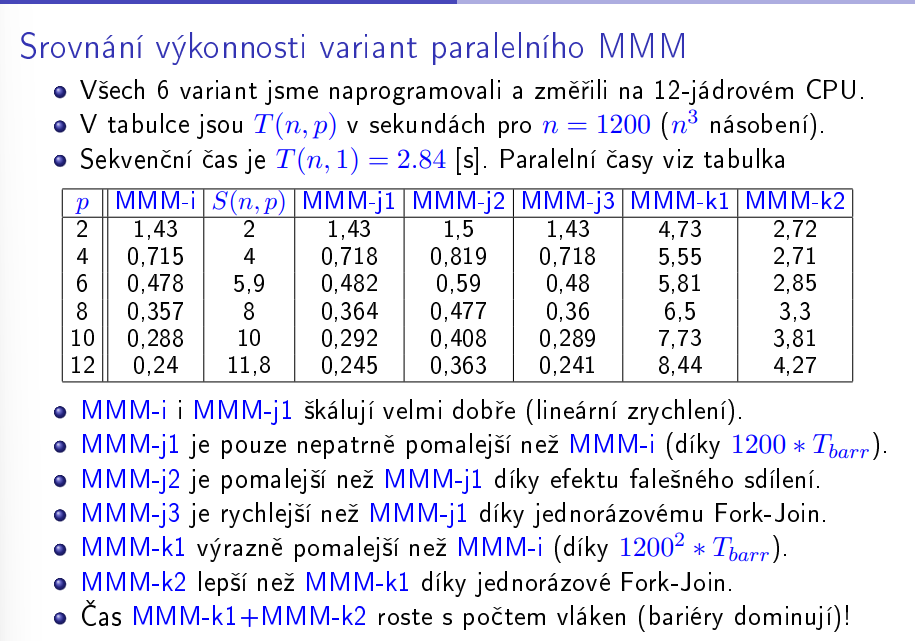 Srovnání výkonnosti variant paralelního MMM
Všech 6 variant jsme naprogramovali a změřili na 12-jádrovém CPU.
V tabulce jsou T(n, p) v sekundách pro n = 1200 (n³ násobení).
Sekvenční čas je T(n, 1) = 2.84 [s]. Paralelní časy viz tabulka
p MMM-i S(n, p) MMM-j1 MMM-j2 MMM-j3 MMM-k1 MMM-k2
2 1,43 2 1,43 1,5 1,43 4,73 2,72
4 0,715 4 0,718 0,819 0,718 5,55 2,71
6 0,478 5,9 0,482 0,59 0,48 5,81 2,85
8 0,357 8 0,364 0,477 0,36 6,5 3,3
10 0,288 10 0,292 0,408 0,289 7,73 3,81
12 0,24 11,8 0,245 0,363 0,241 8,44 4,27
MMM-i i MMM-j1 škálují velmi dobře (lineární zrychlení).
MMM-j1 je pouze nepatrně pomalejší než MMM-i (díky 1200 * T_barr).
MMM-j2 je pomalejší než MMM-j1 díky efektu falešného sdílení.
MMM-j3 je rychlejší než MMM-j1 díky jednorázovému Fork-Join.
MMM-k1 výrazně pomalejší než MMM-i (díky 1200² * T_barr).
MMM-k2 lepší než MMM-k1 díky jednorázové Fork-Join.
Čas MMM-k1+MMM-k2 roste s počtem vláken (bariéry dominují)!